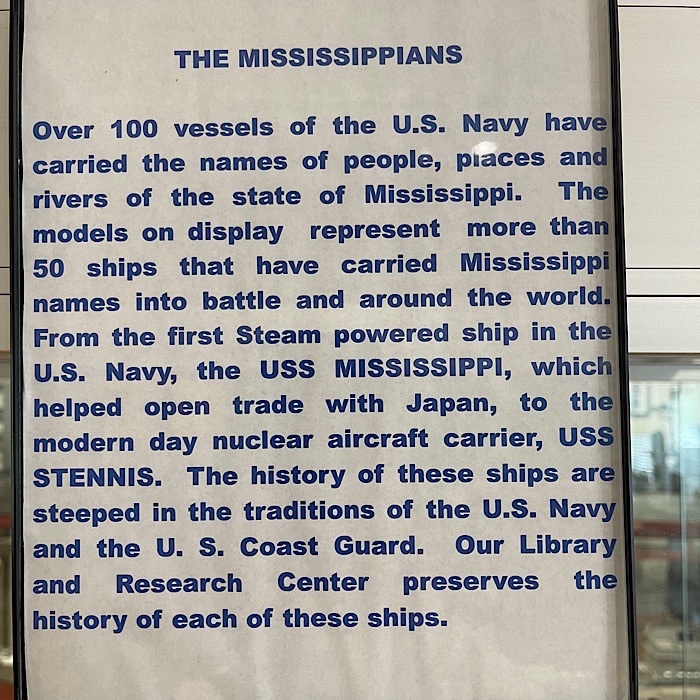 THE MISSISSIPPIANS
Over 100 vessels of the U.S. Navy have
carried the names of people, places and
rivers of the state of Mississippi. The
models on display represent more than
50 ships that have carried Mississippi
names into battle and around the world.
From the first Steam powered ship in the
U.S. Navy, the USS MISSISSIPPI, which
helped open trade with Japan, to the
modern day nuclear aircraft carrier, USS
STENNIS. The history of these ships are
steeped in the traditions of the U.S. Navy
and the U. S. Coast Guard. Our Library
and Research Center preserves the
history of each of these ships.